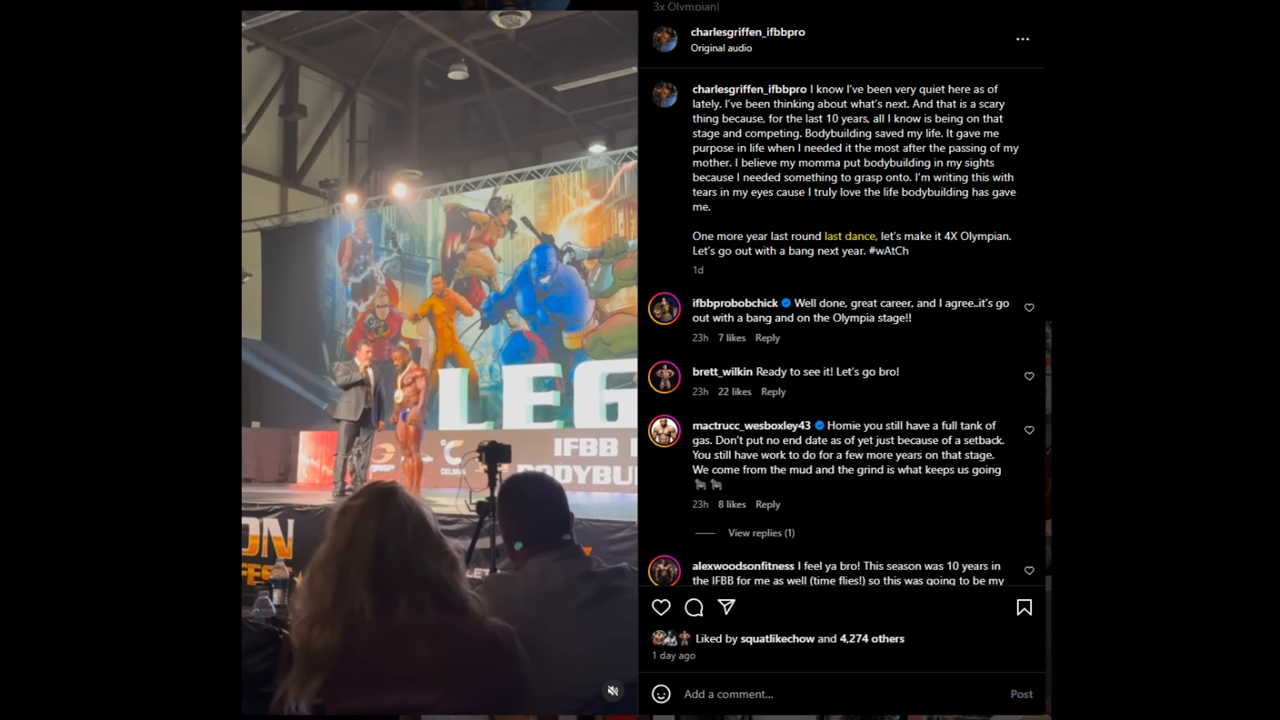 3x Olympian!
charlesgriffen_ifbbpro
Original audio
charlesgriffen_ifbbpro I know I've been very quiet here as of
lately. I've been thinking about what's next. And that is a scary
thing because, for the last 10 years, all I know is being on that
stage and competing. Bodybuilding saved my life. It gave me
purpose in life when I needed it the most after the passing of my
mother. I believe my momma put bodybuilding in my sights
because I needed something to grasp onto. I'm writing this with
tears in my eyes cause I truly love the life bodybuilding has gave
me.
One more year last round last dance, let's make it 4X Olympian.
Let's go out with a bang next year. #wAtCh
1d
ifbbprobobchick Well done, great career, and I agree..it's go
out with a bang and on the Olympia stage!!
23h 7 likes Reply
brett_wilkin Ready to see it! Let's go bro!
23h 22 likes Reply
mactrucc_wesboxley43 Homie you still have a full tank of
gas. Don't put no end date as of yet just because of a setback.
You still have work to do for a few more years on that stage.
We come from the mud and the grind is what keeps us going
23h 8 likes Reply
View replies (1)
alexwoodsonfitness I feel ya bro! This season was 10 years in
the IFBB for me as well (time flies!) so this was going to be my
Liked by squatlikechow and 4,274 others
1 day ago
Add a comment... Post
LEG
IFBB
BODYBU
ON
FES